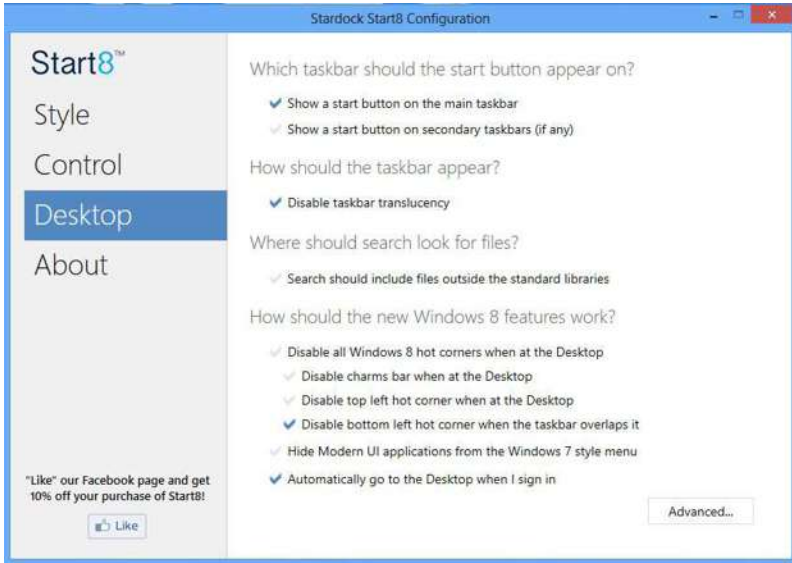 Stardock Start8 Configuration
Start8™
Style
Control
Desktop
About
"Like" our Facebook page and get
10% off your purchase of Start8!
Like
Which taskbar should the start button appear on?
Show a start button on the main taskbar
Show a start button on secondary taskbars (if any)
How should the taskbar appear?
Disable taskbar translucency
Where should search look for files?
Search should include files outside the standard libraries
How should the new Windows 8 features work?
Disable all Windows 8 hot corners when at the Desktop
Disable charms bar when at the Desktop
Disable top left hot corner when at the Desktop
Disable bottom left hot corner when the taskbar overlaps it
Hide Modern UI applications from the Windows 7 style menu
Automatically go to the Desktop when I sign in
Advanced...